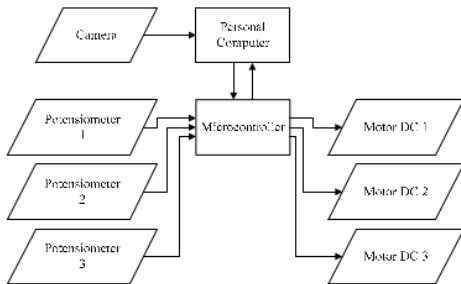 Camera
Personal
Computer
Potensiometer
1
Microcontroller
Motor DC 1
Potensiometer
2
Motor DC 2
Potensiometer
3
Motor DC 3